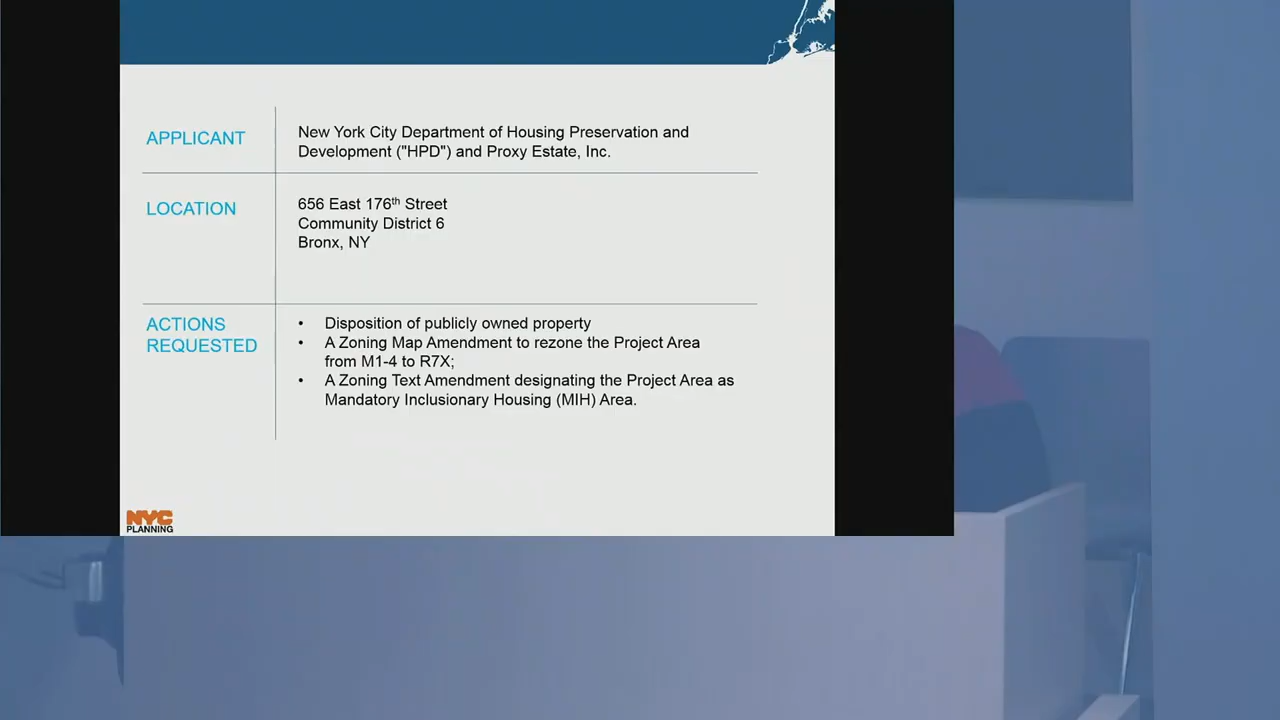 APPLICANT
New York City Department of Housing Preservation and
Development ("HPD") and Proxy Estate, Inc.
LOCATION
656 East 176th Street
Community District 6
Bronx, NY
ACTIONS
REQUESTED
• Disposition of publicly owned property
• A Zoning Map Amendment to rezone the Project Area
from M1-4 to R7X;
• A Zoning Text Amendment designating the Project Area as
Mandatory Inclusionary Housing (MIH) Area.
NYC
PLANNING